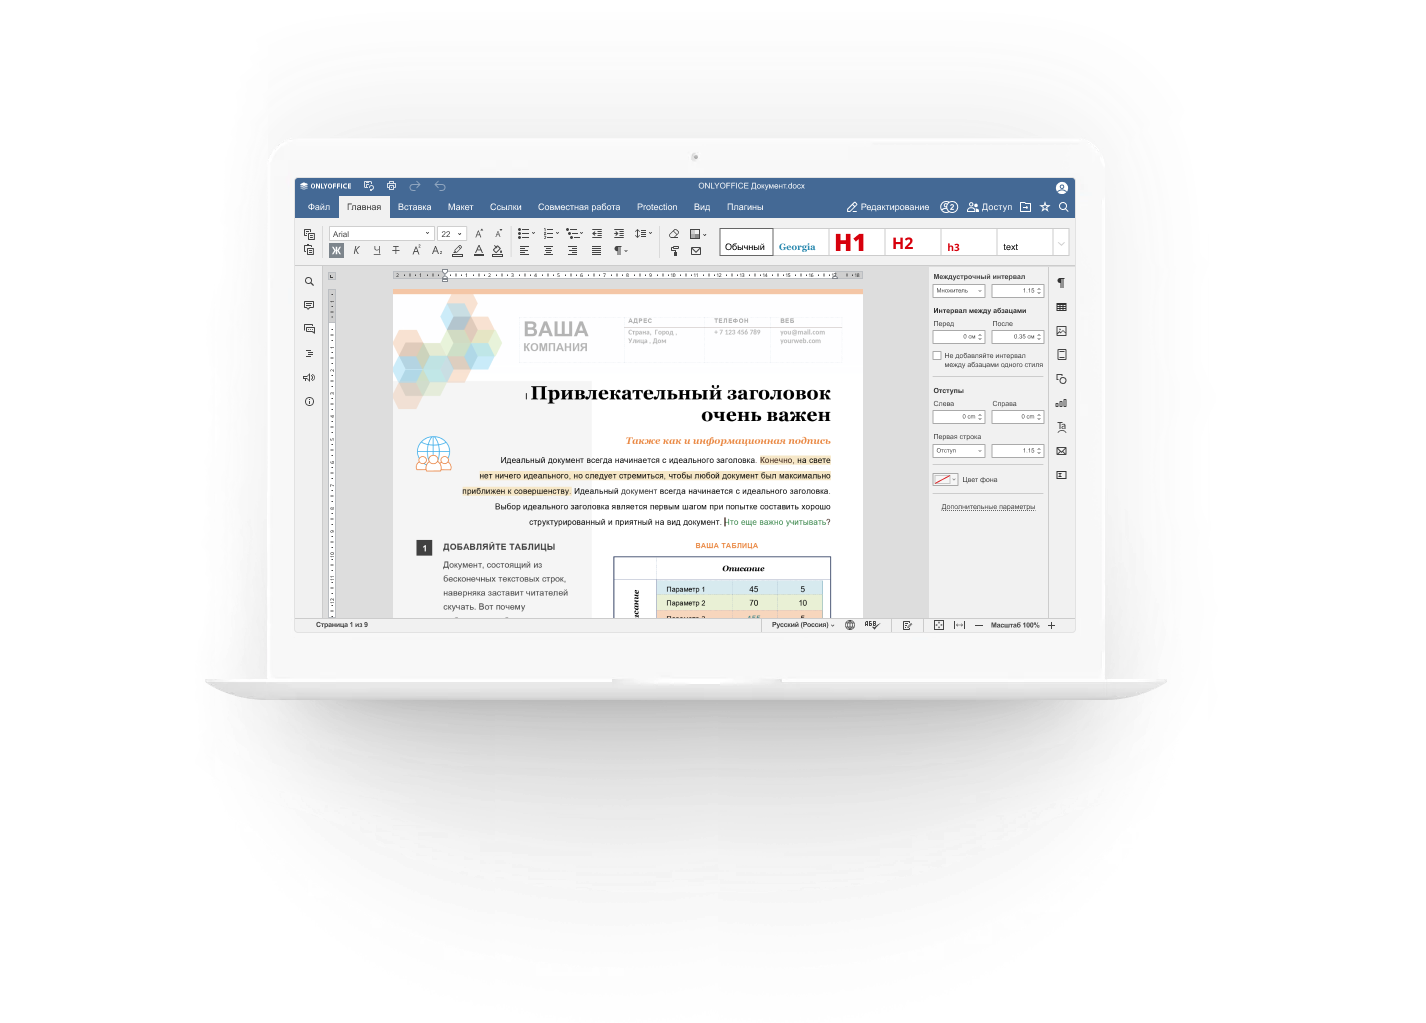 ONLYOFFICE
ONLYOFFICE Документ.docx
Файл Главная Вставка Макет Ссылки Совместная работа Protection Вид Плагины Редактирование 2 Доступ
Arial 22
Ж К Ч Т
Обычный Georgia H1 H2 h3 text
ВАША
КОМПАНИЯ
АДРЕС ТЕЛЕФОН ВЕБ
Страна, Город, + 7 123 456 789 you@mail.com
Улица , Дом yourweb.com
Привлекательный заголовок
очень важен
Также как и информационная подпись
Идеальный документ всегда начинается с идеального заголовка. Конечно, на свете
нет ничего идеального, но следует стремиться, чтобы любой документ был максимально
приближен к совершенству. Идеальный документ всегда начинается с идеального заголовка.
Выбор идеального заголовка является первым шагом при попытке составить хорошо
структурированный и приятный на вид документ. Что еще важно учитывать?
1 ДОБАВЛЯЙТЕ ТАБЛИЦЫ
Документ, состоящий из
бесконечных текстовых строк,
наверняка заставит читателей
скучать. Вот почему
ВАША ТАБЛИЦА
Описание
Параметр 1 45 5
Параметр 2 70 10
Междустрочный интервал
Множитель 1.15
Интервал между абзацами
Перед После
0 см 0,35 см
Не добавляйте интервал
между абзацами одного стиля
Отступы
Слева Справа
0 cm 0 cm
Первая строка
Отступ 1.15
Цвет фона
Дополнительные параметры
Страница 1 из 9 Русский (Россия) Масштаб 100%